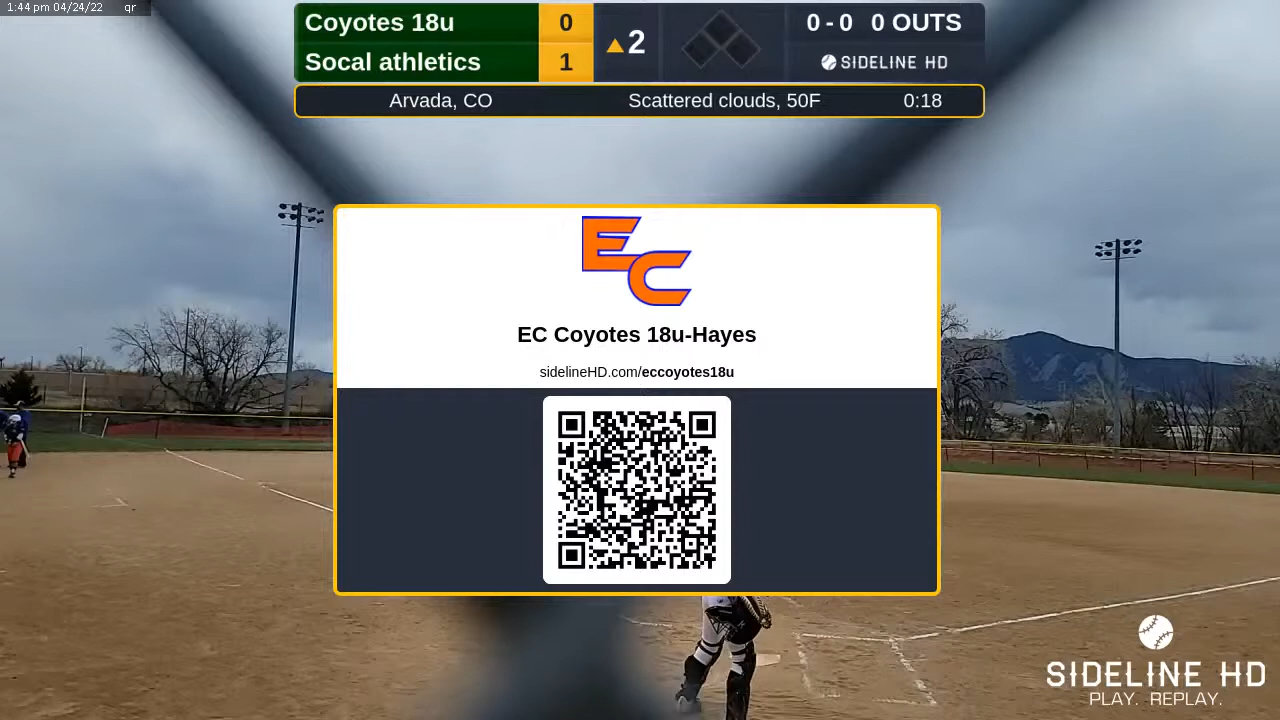 1:44 pm 04/24/22 gr
Coyotes 18u 0
Socal athletics 1
2
0 - 0 0 OUTS
SIDELINE HD
Arvada, CO Scattered clouds, 50F 0:18
EC
EC Coyotes 18u-Hayes
sidelineHD.com/eccoyotes18u
SIDELINE HD
PLAY. REPLAY.